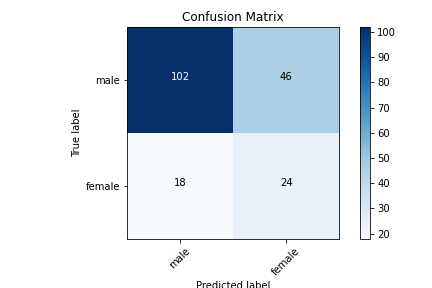 Confusion Matrix
True label
male
102
46
female
18
24
male
female
Predicted label
100
90
80
70
60
50
40
30
20